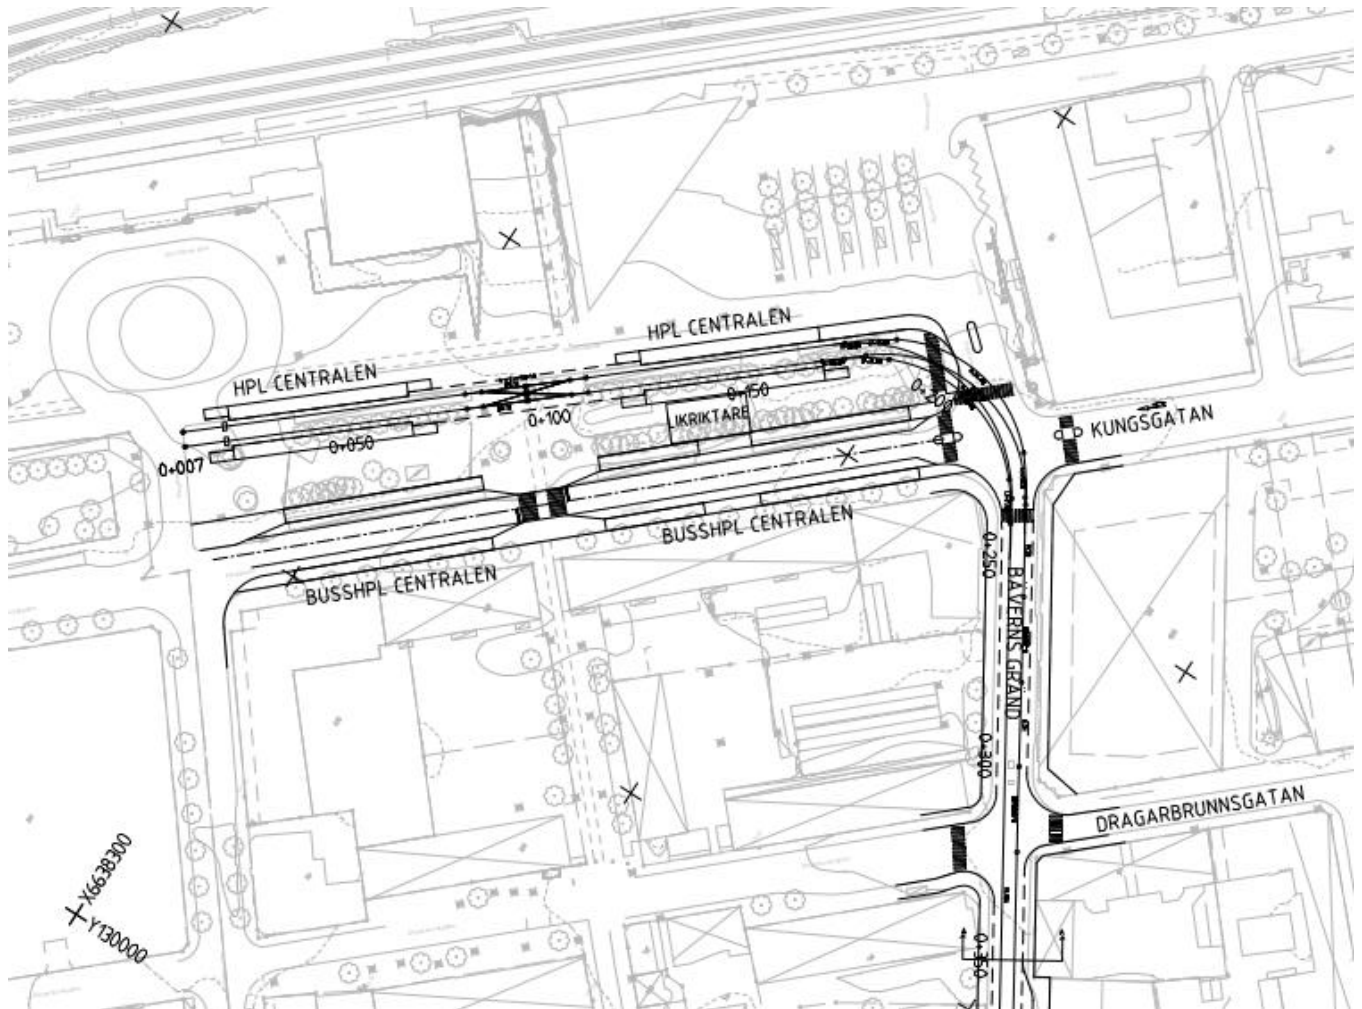 HPL CENTRALEN
HPL CENTRALEN
0+150
LIKRIKTARE
0+100
KUNGSGATAN
0+050
0+007
BUSSHPL CENTRALEN
0+250
BUSSHPL CENTRALEN
BÄVERNS GRÄND
0+300
DRAGARBRUNNSGATAN
X6638300
Y130000
0+350